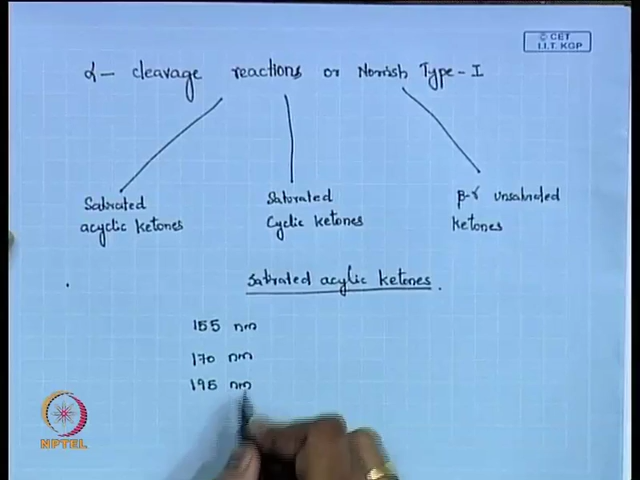 © CET
I.I.T. KGP
α- cleavage reactions or Norrish Type-I
Saturated
acyclic ketones
Saturated
Cyclic ketones
β-γ unsaturated
ketones
Saturated acylic ketones.
155 nm
170 nm
195 nm
NPTEL